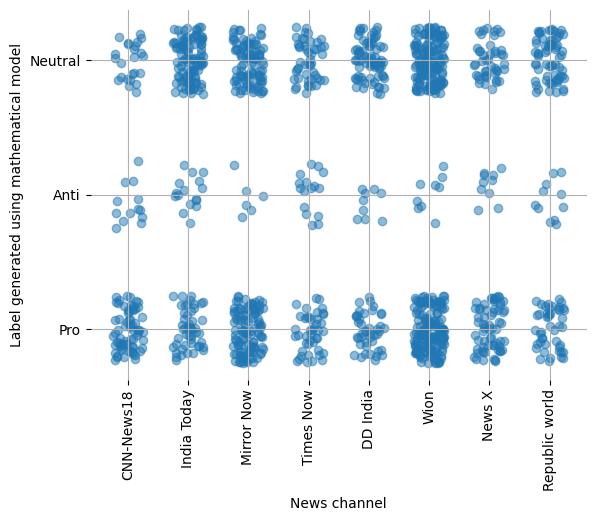 Label generated using mathematical model
Neutral
Anti
Pro
CNN-News18
India Today
Mirror Now
Times Now
DD India
Wion
News X
Republic world
News channel